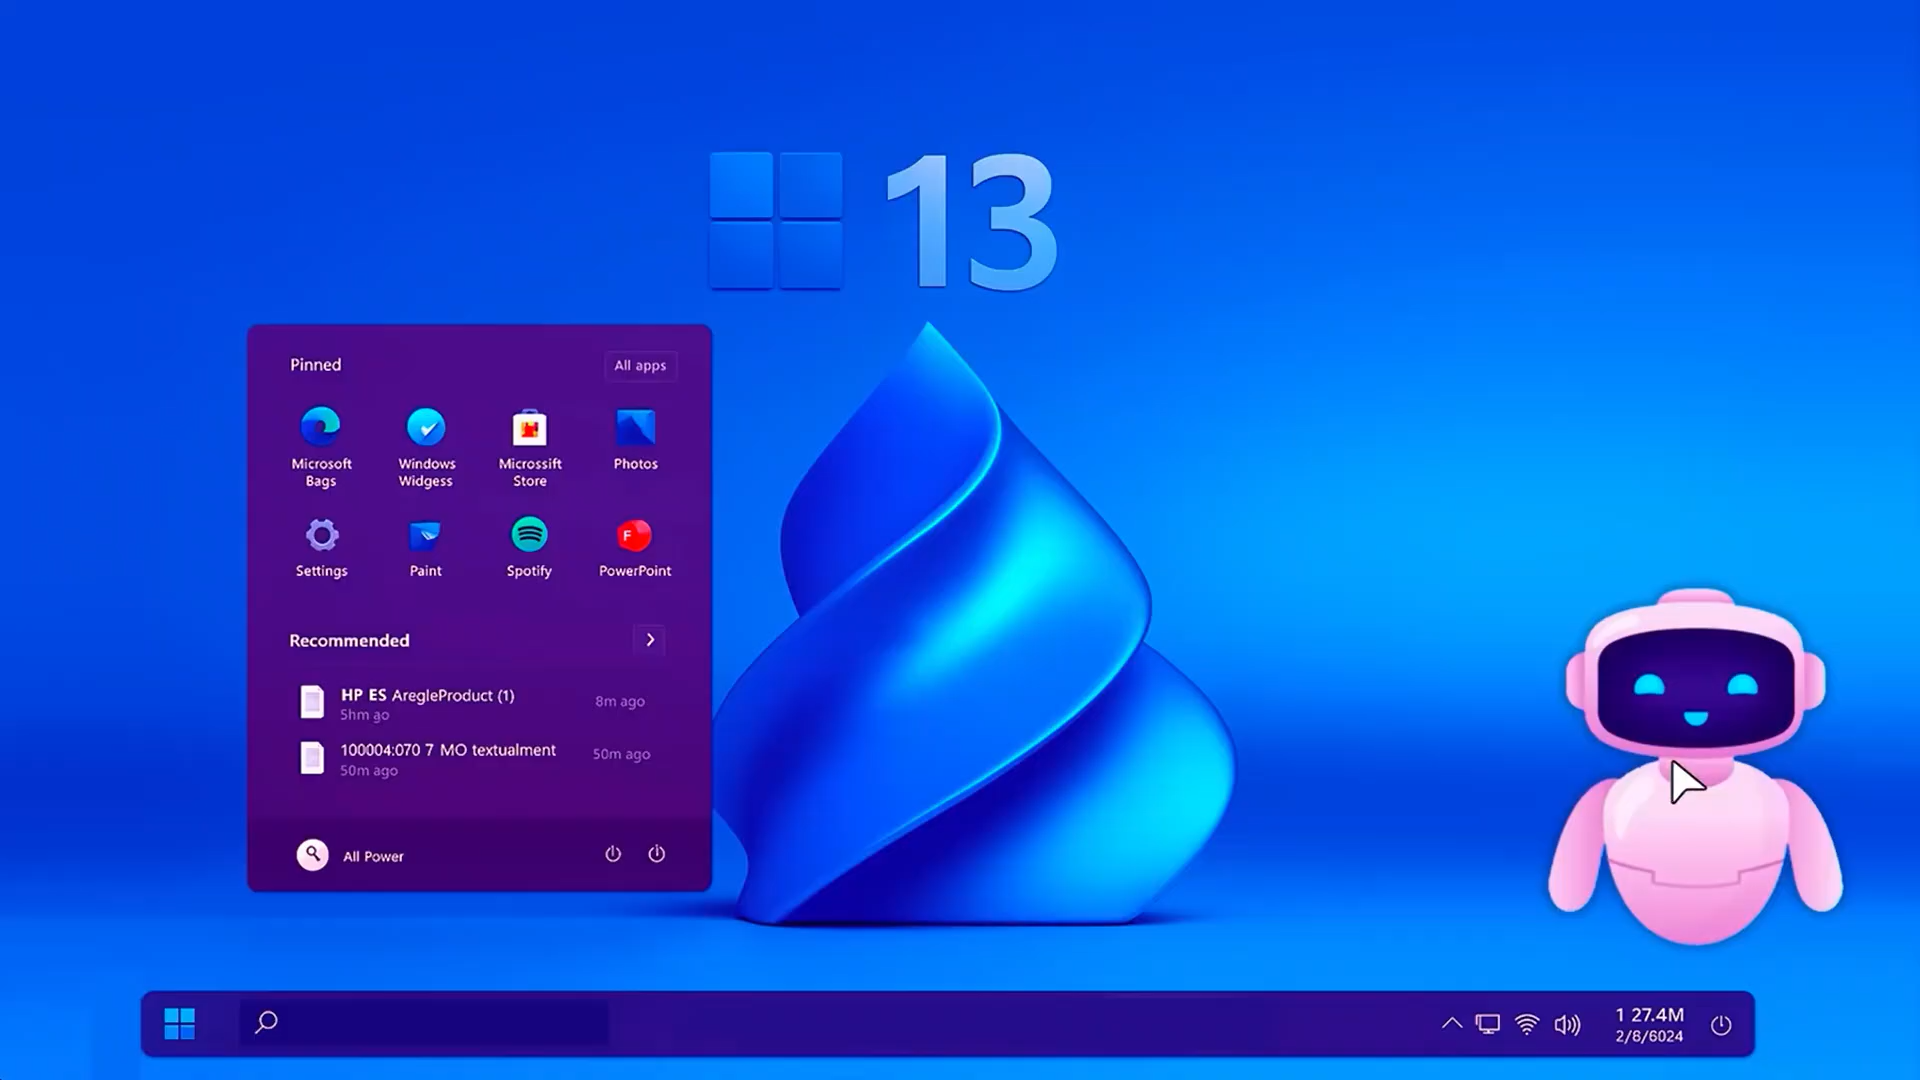 13
Pinned
All apps
Microsoft
Bags
Windows
Widgess
Microssift
Store
Photos
Settings
Paint
Spotify
F
PowerPoint
Recommended
HP ES AregleProduct (1)
5hm go
8m ago
100004:070 7 MO textualment
50m ago
50m ago
All Power
1 27.4M
2/8/6024